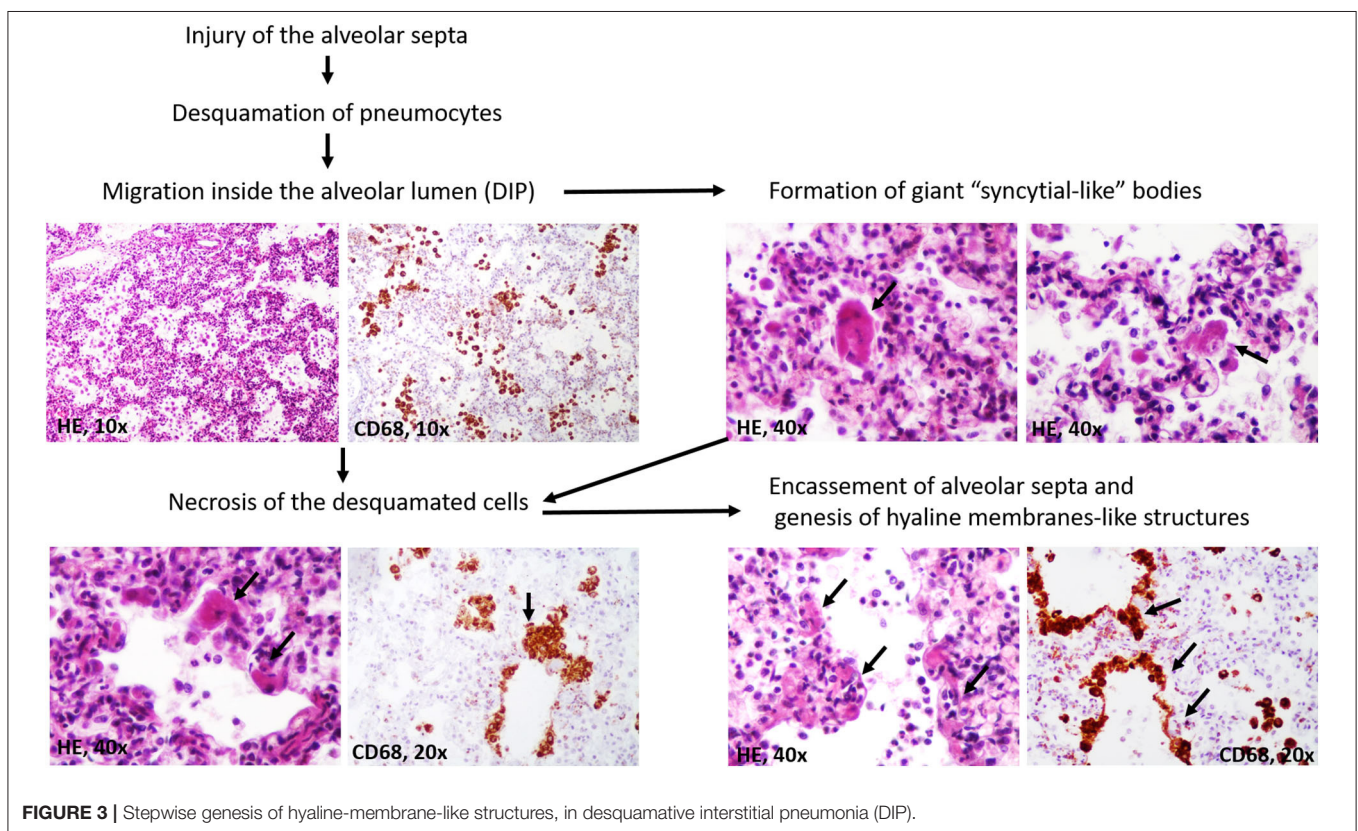 Injury of the alveolar septa
Desquamation of pneumocytes
Migration inside the alveolar lumen (DIP)
Formation of giant “syncytial-like” bodies
HE, 10x
CD68, 10x
HE, 40x
HE, 40x
Necrosis of the desquamated cells
Encassement of alveolar septa and
genesis of hyaline membranes-like structures
HE, 40x
CD68, 20x
HE, 40x
CD68, 20x
FIGURE 3 | Stepwise genesis of hyaline-membrane-like structures, in desquamative interstitial pneumonia (DIP).